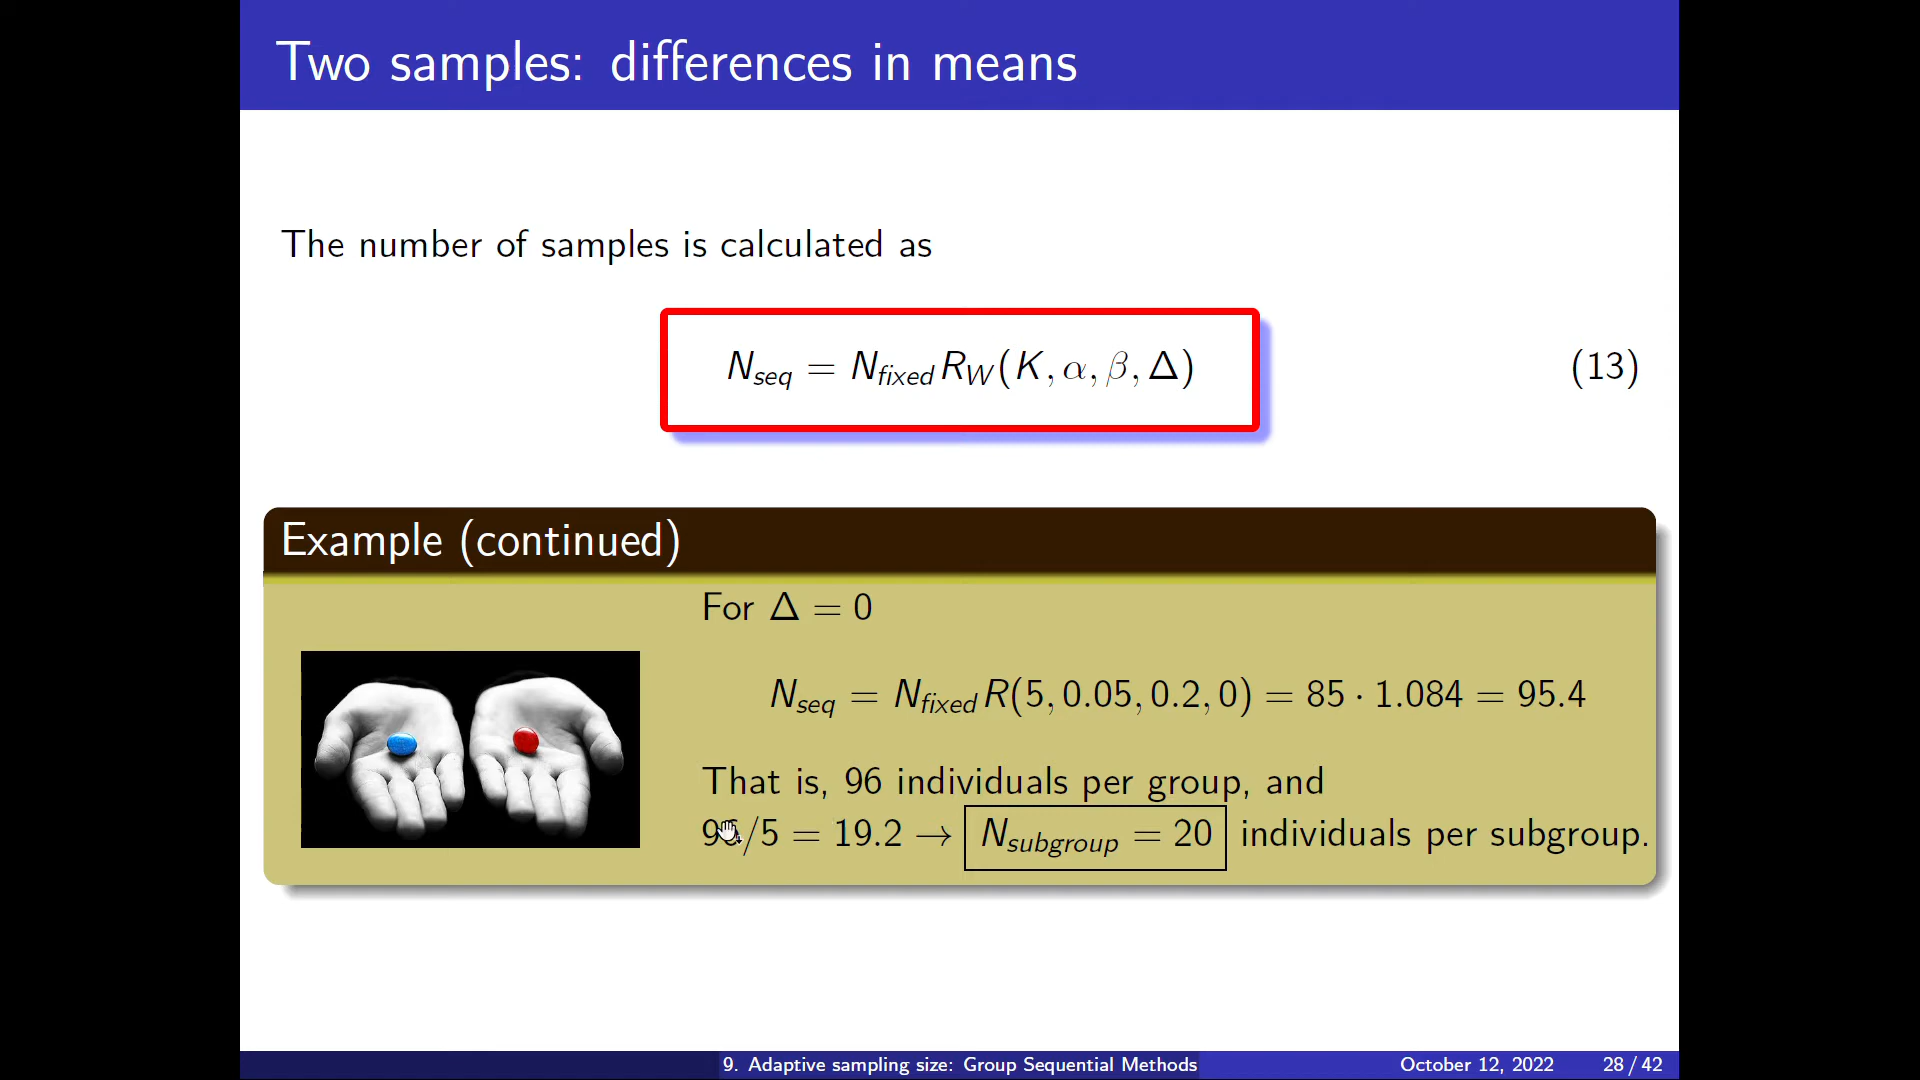 Two samples: differences in means
The number of samples is calculated as
N_seq = N_fixed R_W(K, α, β, Δ) (13)
Example (continued)
For Δ = 0
N_seq = N_fixed R(5, 0.05, 0.2, 0) = 85 · 1.084 = 95.4
That is, 96 individuals per group, and
96/5 = 19.2 → N_subgroup = 20 individuals per subgroup.
9. Adaptive sampling size: Group Sequential Methods October 12, 2022 28 / 42